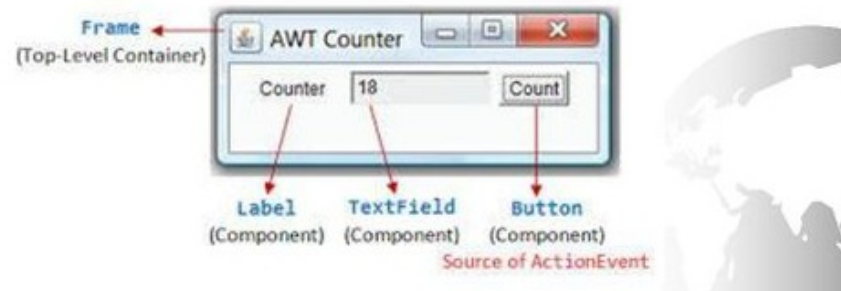 Frame
(Top-Level Container)
AWT Counter
Counter 18 Count
Label TextField Button
(Component) (Component) (Component)
Source of ActionEvent